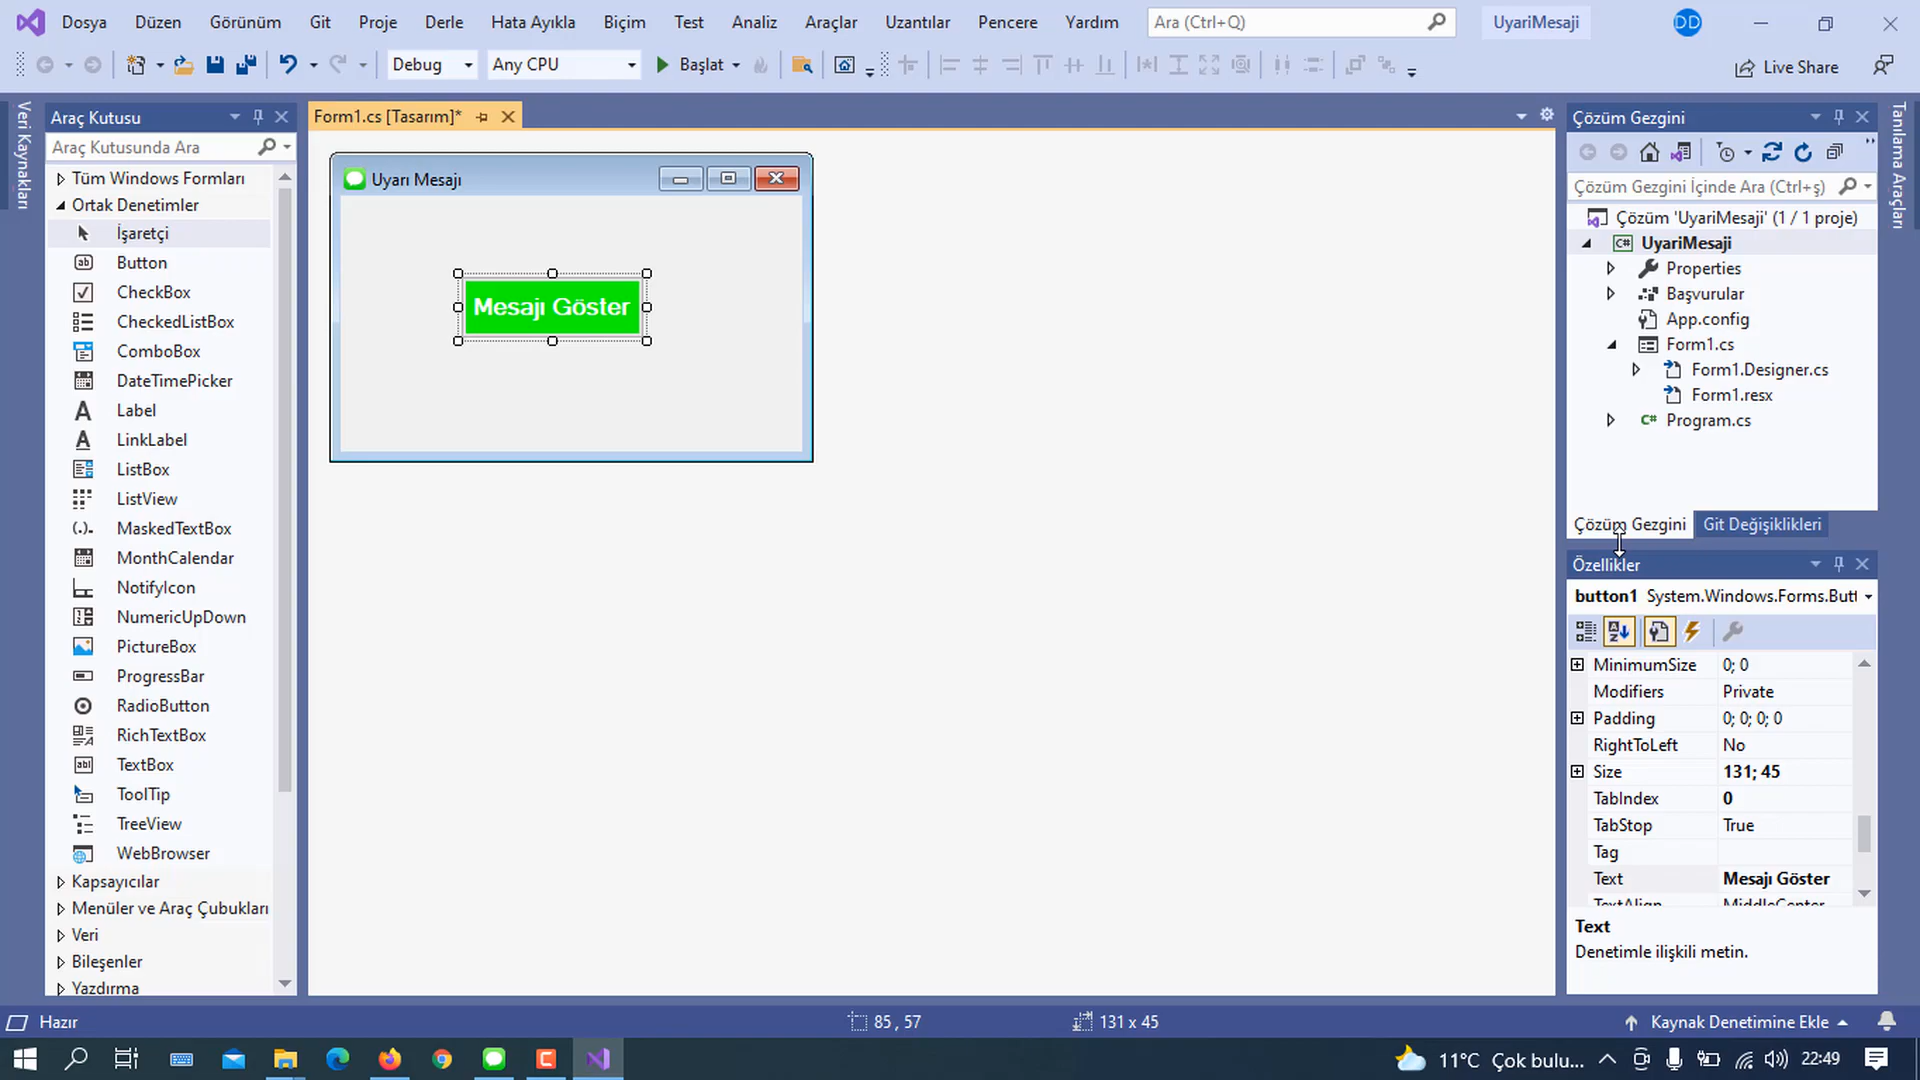 Dosya Düzen Görünüm Git Proje Derle Hata Ayıkla Biçim Test Analiz Araçlar Uzantılar Pencere Yardım Ara (Ctrl+Q) UyariMesaji DD
Debug Any CPU Başlat Live Share
Veri Kaynakları
Araç Kutusu
Araç Kutusunda Ara
Tüm Windows Formları
Ortak Denetimler
İşaretçi
Button
CheckBox
CheckedListBox
ComboBox
DateTimePicker
Label
LinkLabel
ListBox
ListView
MaskedTextBox
MonthCalendar
NotifyIcon
NumericUpDown
PictureBox
ProgressBar
RadioButton
RichTextBox
TextBox
ToolTip
TreeView
WebBrowser
Kapsayıcılar
Menüler ve Araç Çubukları
Veri
Bileşenler
Yazdırma
Form1.cs [Tasarım]*
Uyarı Mesajı
Mesajı Göster
Çözüm Gezgini
Çözüm Gezgini İçinde Ara (Ctrl+ş)
Çözüm 'UyariMesaji' (1 / 1 proje)
UyariMesaji
Properties
Başvurular
App.config
Form1.cs
Form1.Designer.cs
Form1.resx
Program.cs
Çözüm Gezgini Git Değişiklikleri
Özellikler
button1 System.Windows.Forms.Butt
MinimumSize 0; 0
Modifiers Private
Padding 0; 0; 0; 0
RightToLeft No
Size 131; 45
TabIndex 0
TabStop True
Tag
Text Mesajı Göster
TextAlign MiddleCenter
Text
Denetimle ilişkili metin.
Tanılama Araçları
Hazır 85 , 57 131 x 45 Kaynak Denetimine Ekle
11°C Çok bulu... 22:49